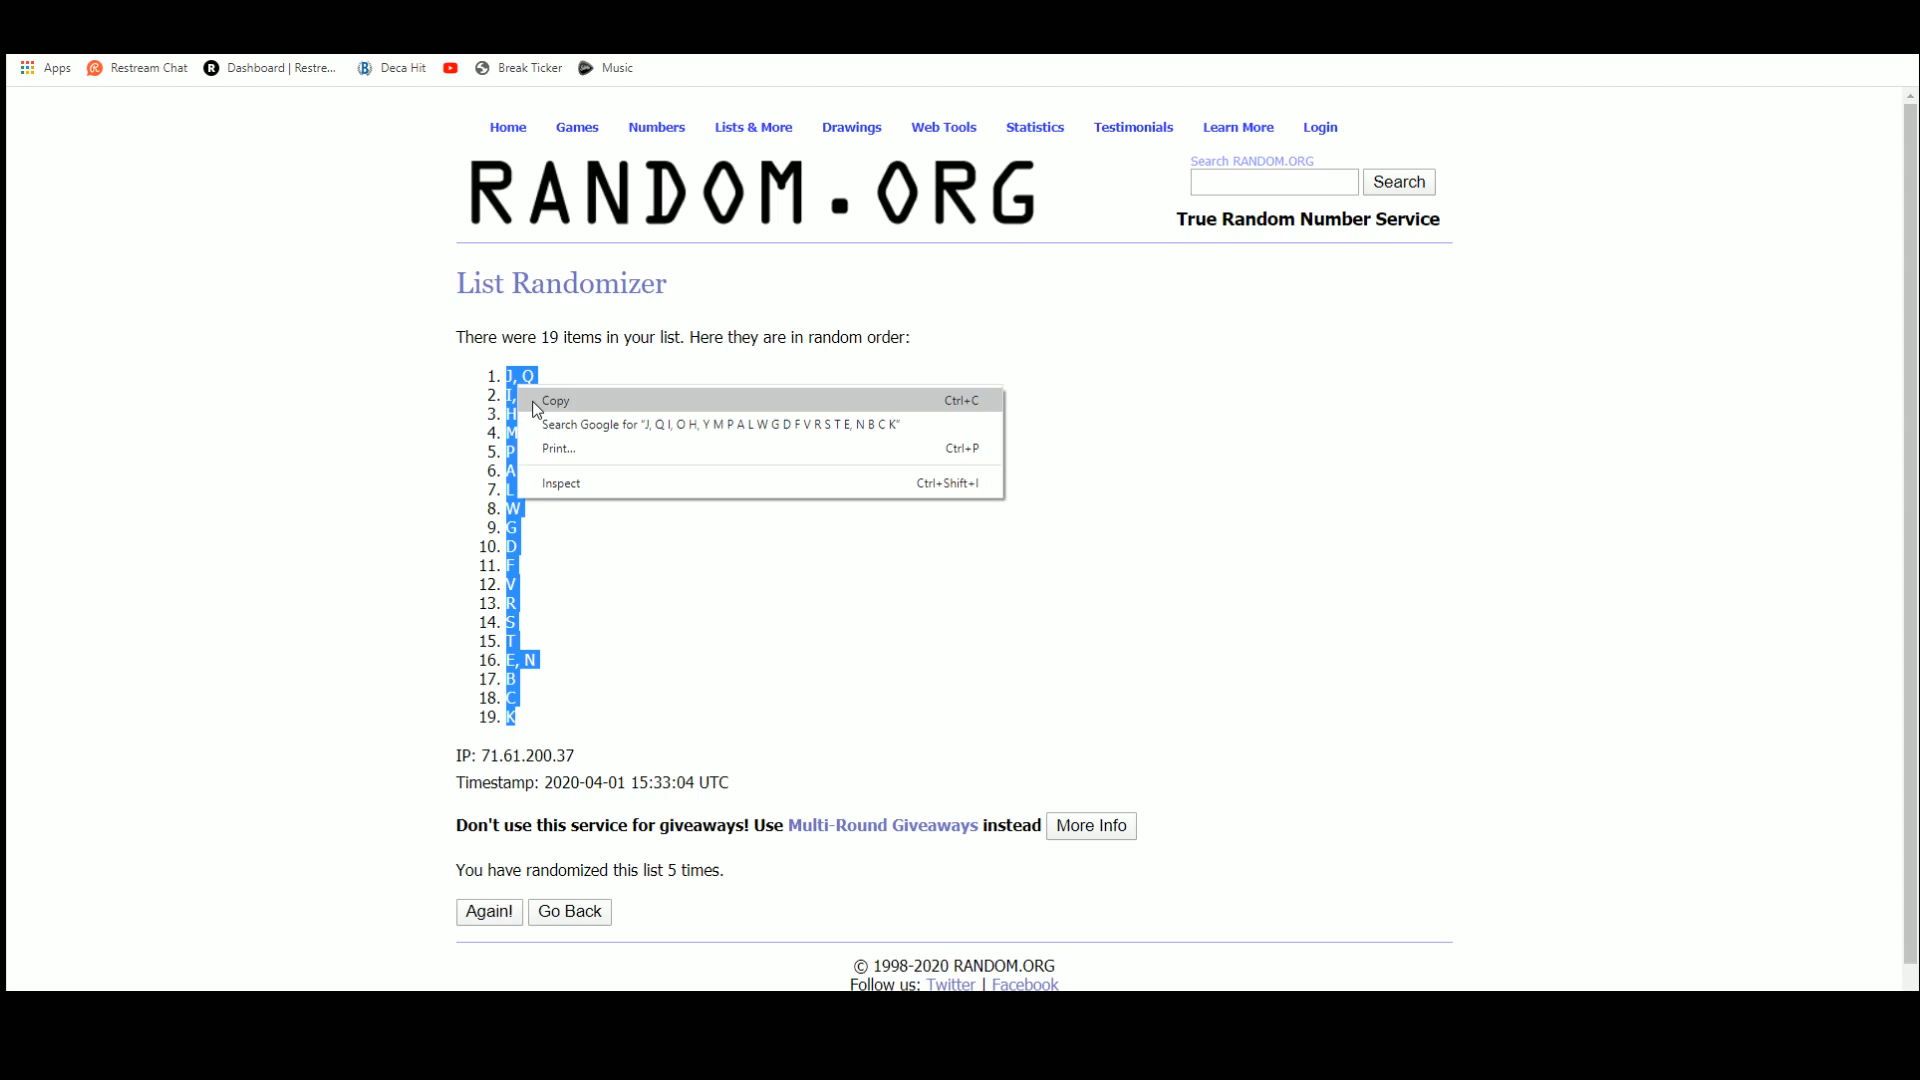 Apps Restream Chat Dashboard | Restre... Deca Hit Break Ticker Music
Home Games Numbers Lists & More Drawings Web Tools Statistics Testimonials Learn More Login
RANDOM.ORG
Search RANDOM.ORG
Search
True Random Number Service
List Randomizer
There were 19 items in your list. Here they are in random order:
1. J, Q
2. I,
3. H
4. M
5. P
6. A
7. L
8. W
9. G
10. D
11. F
12. V
13. R
14. S
15. T
16. E, N
17. B
18. C
19. K
Copy Ctrl+C
Search Google for "J, Q I, O H, Y M P A L W G D F V R S T E, N B C K"
Print... Ctrl+P
Inspect Ctrl+Shift+I
IP: 71.61.200.37
Timestamp: 2020-04-01 15:33:04 UTC
Don't use this service for giveaways! Use Multi-Round Giveaways instead More Info
You have randomized this list 5 times.
Again! Go Back
© 1998-2020 RANDOM.ORG
Follow us: Twitter | Facebook